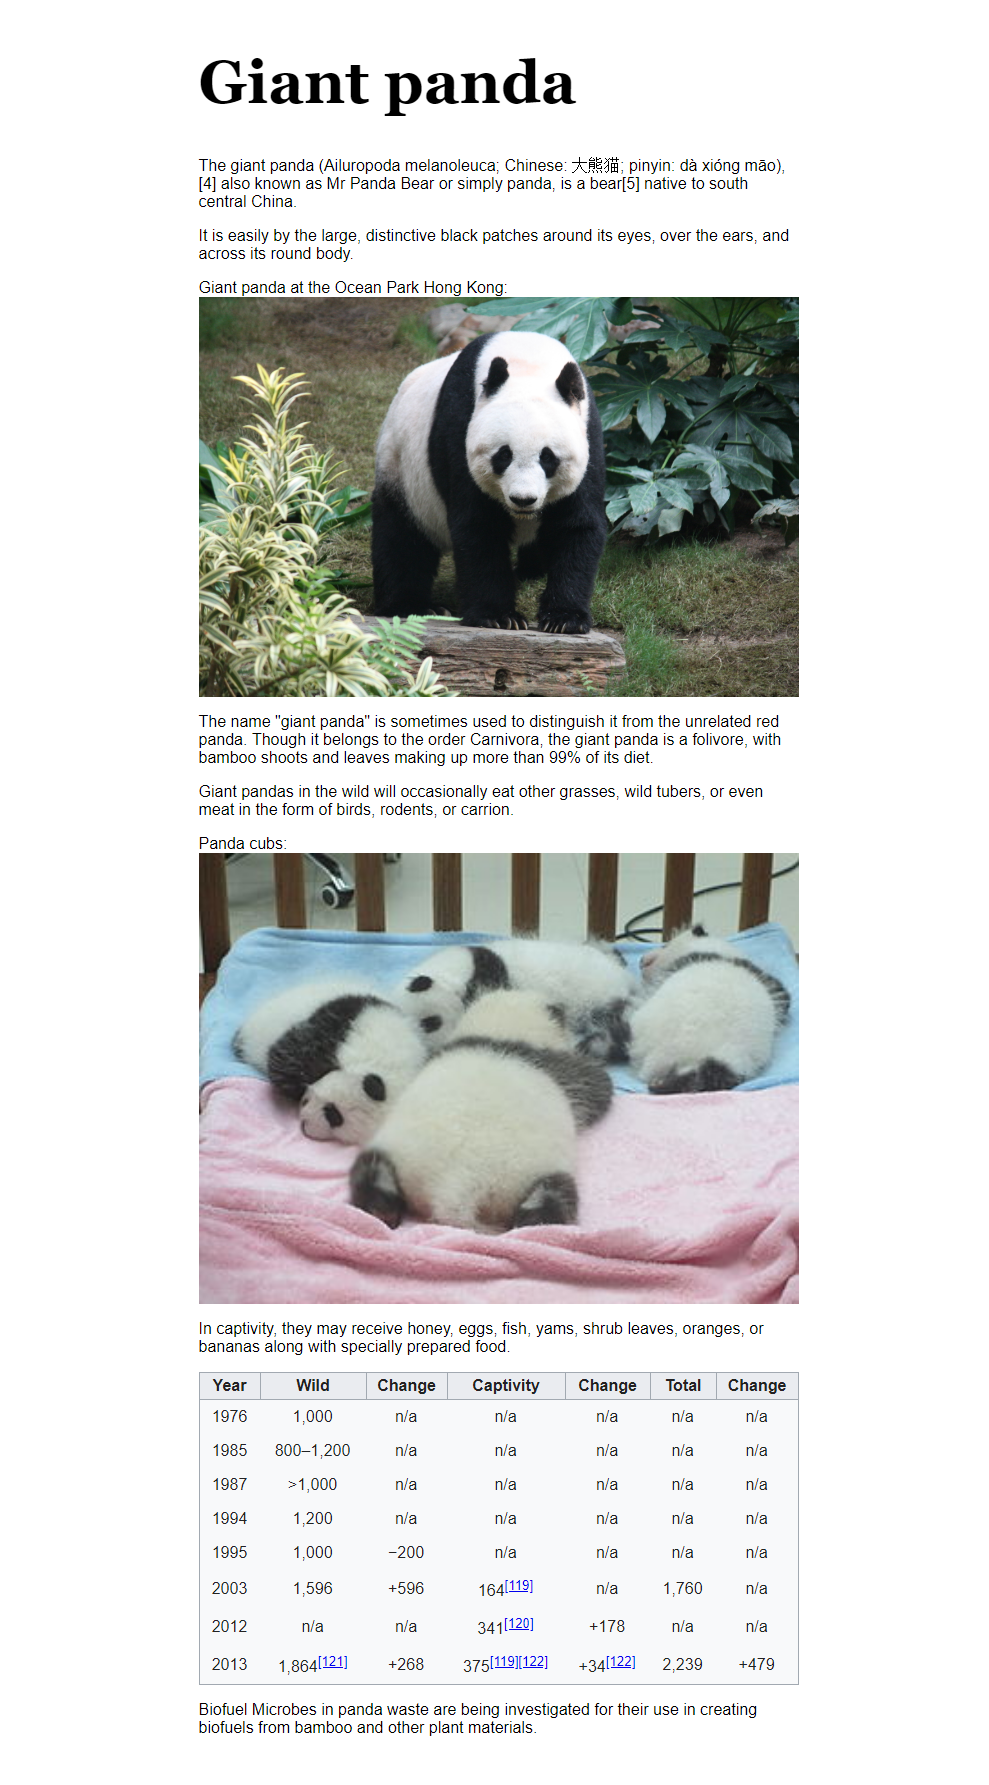 Giant panda
The giant panda (Ailuropoda melanoleuca; Chinese: 大熊猫; pinyin: dà xióng māo),
[4] also known as Mr Panda Bear or simply panda, is a bear[5] native to south
central China.
It is easily by the large, distinctive black patches around its eyes, over the ears, and
across its round body.
Giant panda at the Ocean Park Hong Kong:
The name "giant panda" is sometimes used to distinguish it from the unrelated red
panda. Though it belongs to the order Carnivora, the giant panda is a folivore, with
bamboo shoots and leaves making up more than 99% of its diet.
Giant pandas in the wild will occasionally eat other grasses, wild tubers, or even
meat in the form of birds, rodents, or carrion.
Panda cubs:
In captivity, they may receive honey, eggs, fish, yams, shrub leaves, oranges, or
bananas along with specially prepared food.
Year Wild Change Captivity Change Total Change
1976 1,000 n/a n/a n/a n/a n/a
1985 800–1,200 n/a n/a n/a n/a n/a
1987 >1,000 n/a n/a n/a n/a n/a
1994 1,200 n/a n/a n/a n/a n/a
1995 1,000 −200 n/a n/a n/a n/a
2003 1,596 +596 164[119] n/a 1,760 n/a
2012 n/a n/a 341[120] +178 n/a n/a
2013 1,864[121] +268 375[119][122] +34[122] 2,239 +479
Biofuel Microbes in panda waste are being investigated for their use in creating
biofuels from bamboo and other plant materials.